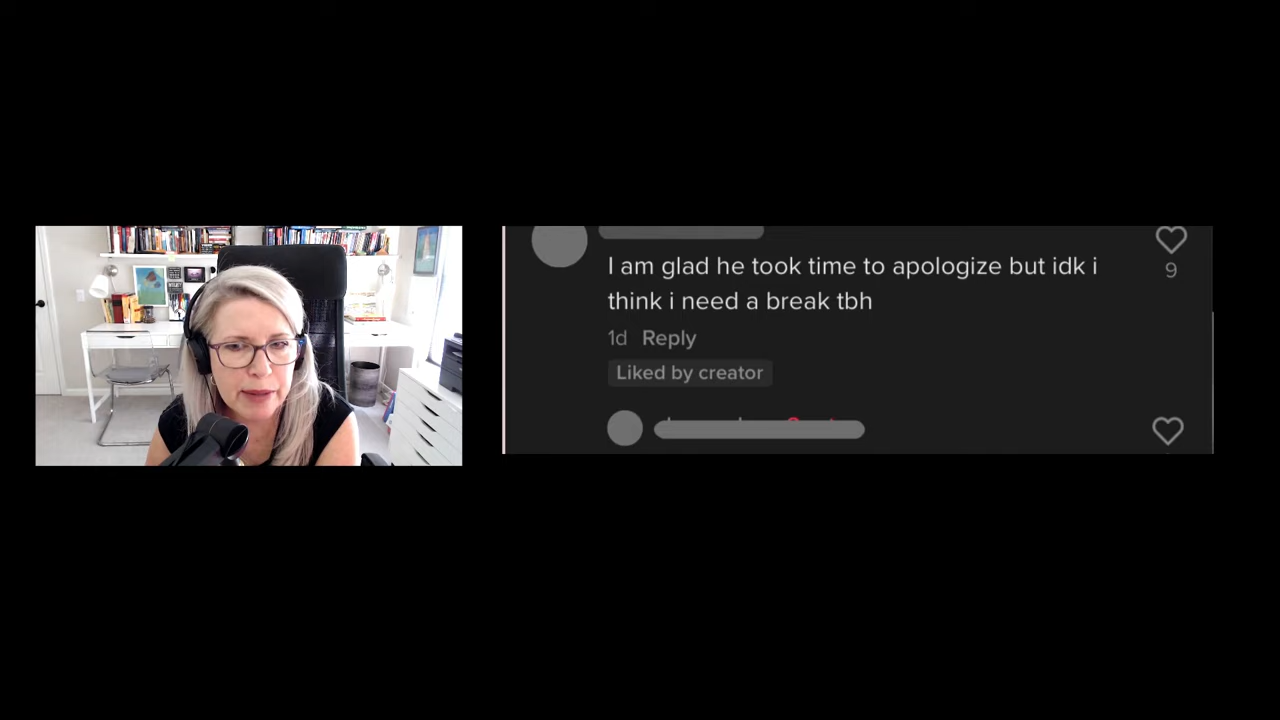 I am glad he took time to apologize but idk i
9
think i need a break tbh
1d Reply
Liked by creator